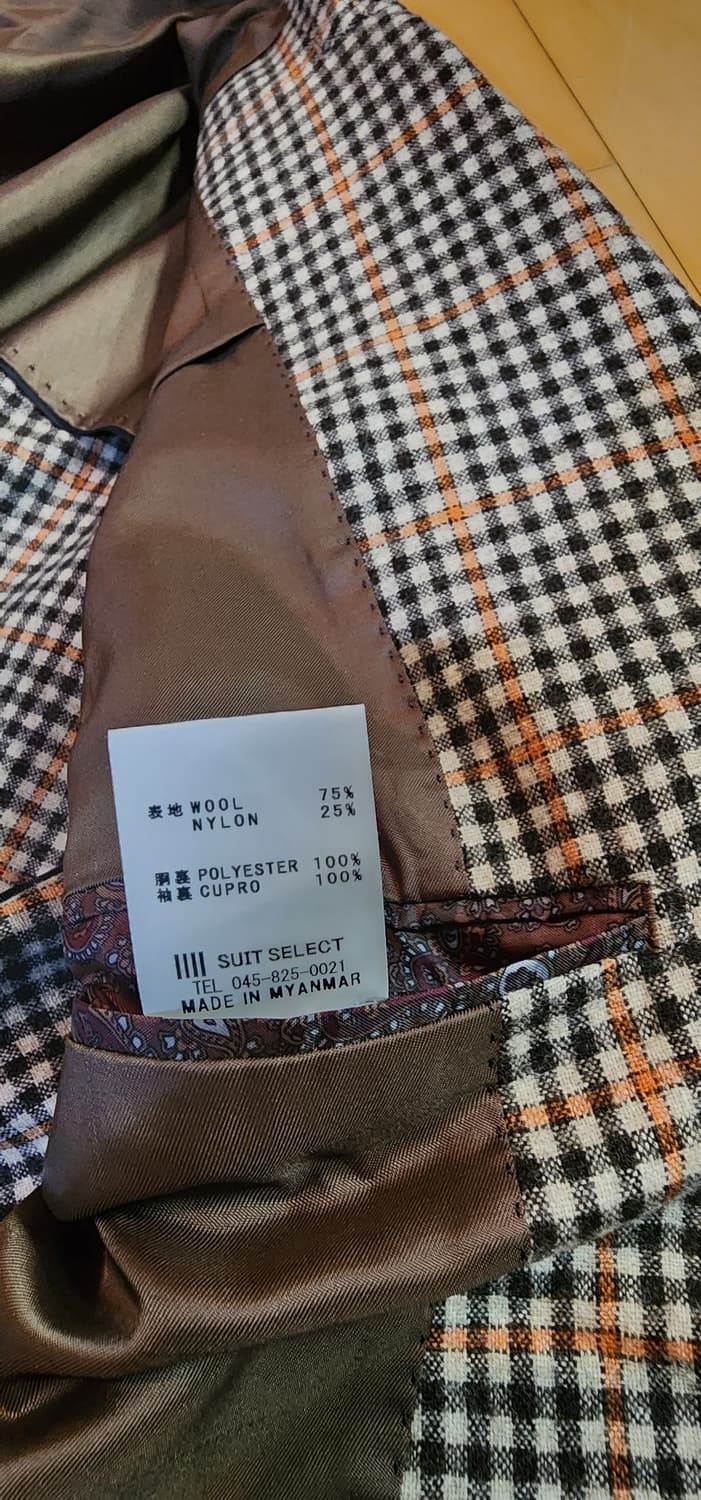 表地 WOOL 75%
NYLON 25%
胴裏 POLYESTER 100%
袖裏 CUPRO 100%
SUIT SELECT
TEL 045-825-0021
MADE IN MYANMAR